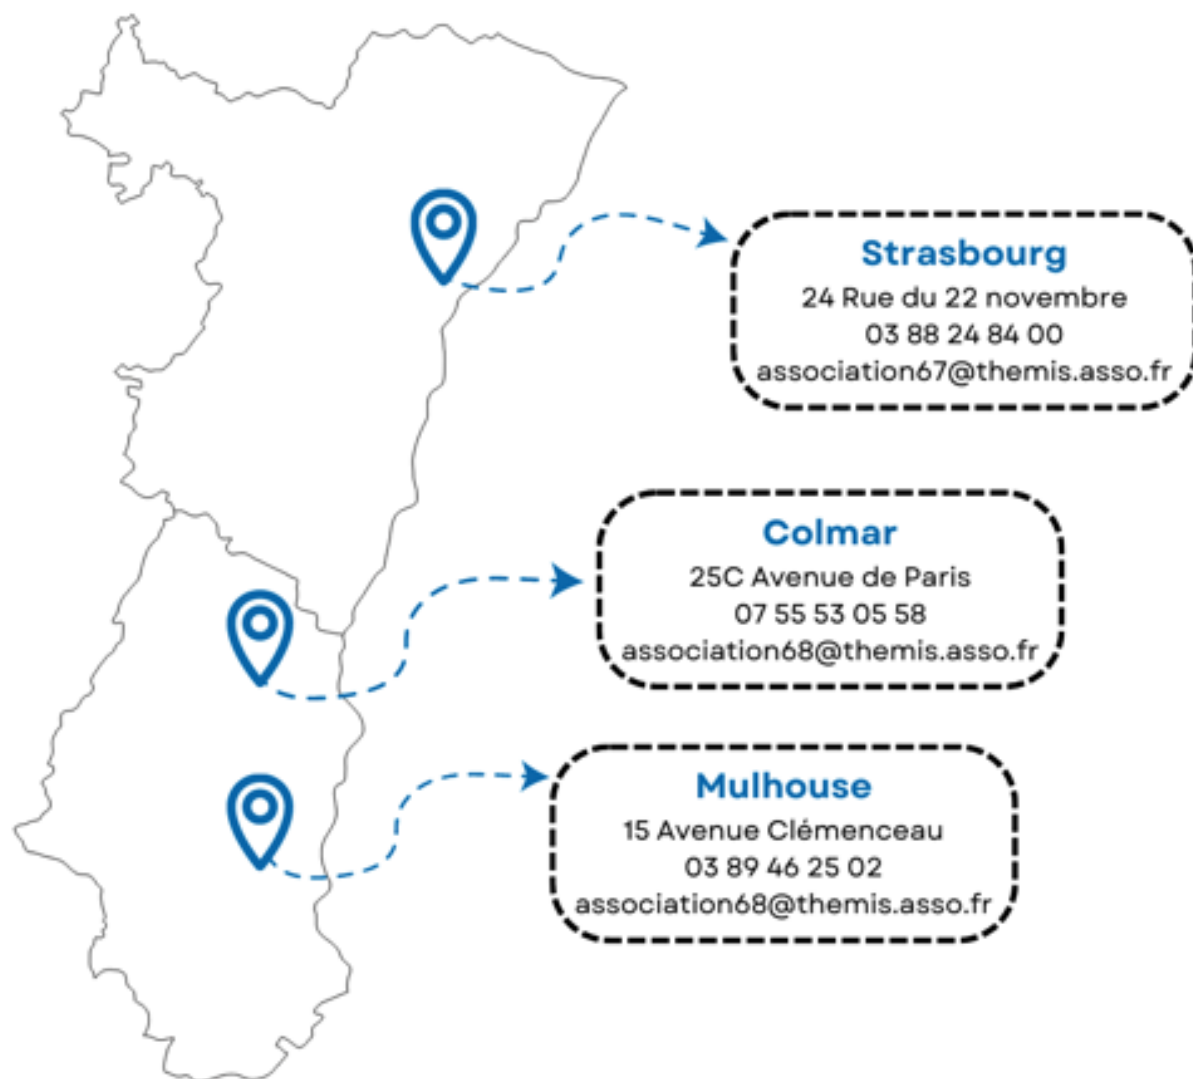 Strasbourg
24 Rue du 22 novembre
03 88 24 84 00
association67@themis.asso.fr
Colmar
25C Avenue de Paris
07 55 53 05 58
association68@themis.asso.fr
Mulhouse
15 Avenue Clémenceau
03 89 46 25 02
association68@themis.asso.fr